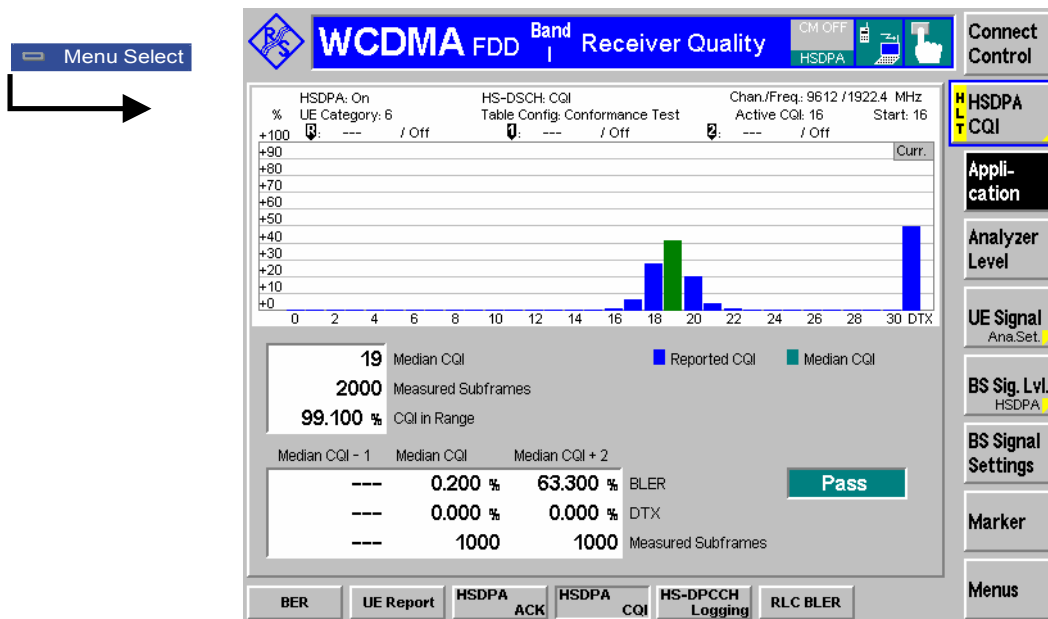 Menu Select
R&S
WCDMA FDD Band I Receiver Quality
CM OFF
HSDPA
Connect Control
HSDPA: On HS-DSCH: CQI Chan./Freq.: 9612 / 1922.4 MHz
% UE Category: 6 Table Config: Conformance Test Active CQI: 16 Start: 16
+100 R: --- / Off 1: --- / Off 2: --- / Off
+90 Curr.
+80
+70
+60
+50
+40
+30
+20
+10
+0
0 2 4 6 8 10 12 14 16 18 20 22 24 26 28 30 DTX
19 Median CQI
Reported CQI Median CQI
2000 Measured Subframes
99.100 % CQI in Range
Median CQI - 1 Median CQI Median CQI + 2
--- 0.200 % 63.300 % BLER
Pass
--- 0.000 % 0.000 % DTX
--- 1000 1000 Measured Subframes
HLT
HSDPA CQI
Appli-
cation
Analyzer
Level
UE Signal
Ana.Set.
BS Sig. Lvl.
HSDPA
BS Signal
Settings
Marker
Menus
BER UE Report HSDPA ACK HSDPA CQI HS-DPCCH Logging RLC BLER